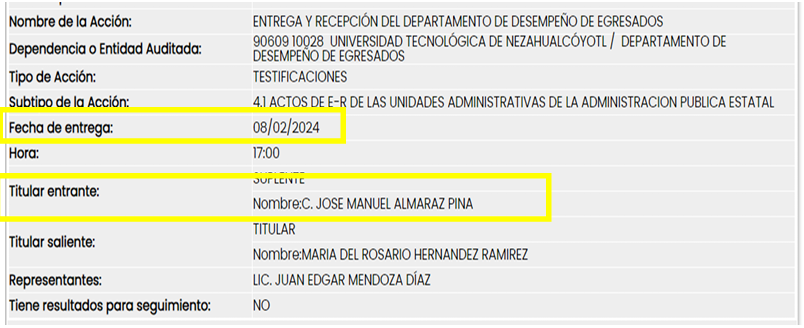 Nombre de la Acción: ENTREGA Y RECEPCIÓN DEL DEPARTAMENTO DE DESEMPEÑO DE EGRESADOS
Dependencia o Entidad Auditada: 90609 10028 UNIVERSIDAD TECNOLÓGICA DE NEZAHUALCÓYOTL / DEPARTAMENTO DE
DESEMPEÑO DE EGRESADOS
Tipo de Acción: TESTIFICACIONES
Subtipo de la Acción: 4.1 ACTOS DE E-R DE LAS UNIDADES ADMINISTRATIVAS DE LA ADMINISTRACION PUBLICA ESTATAL
Fecha de entrega: 08/02/2024
Hora: 17:00
Titular entrante: SUPLENTE
Nombre:C. JOSE MANUEL ALMARAZ PINA
Titular saliente: TITULAR
Nombre:MARIA DEL ROSARIO HERNANDEZ RAMIREZ
Representantes: LIC. JUAN EDGAR MENDOZA DÍAZ
Tiene resultados para seguimiento: NO